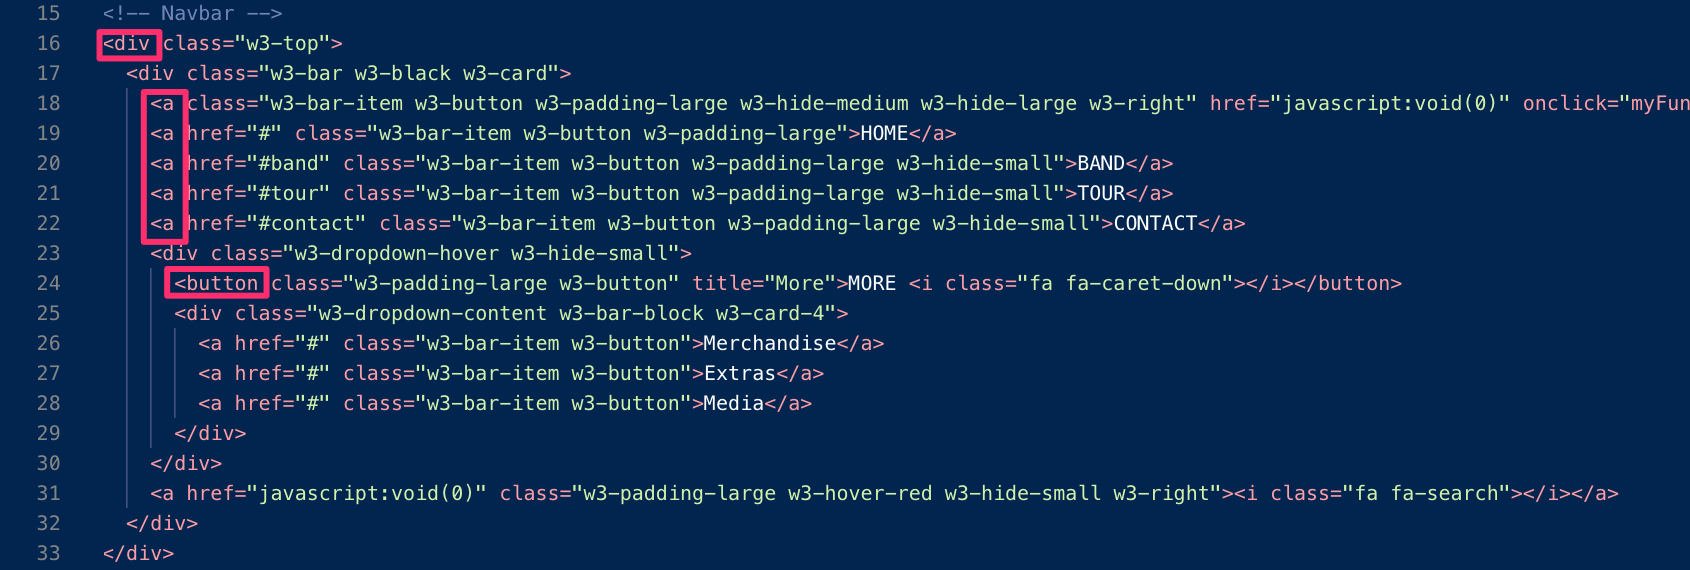 15 <!-- Navbar -->
16 <div class="w3-top">
17 <div class="w3-bar w3-black w3-card">
18 <a class="w3-bar-item w3-button w3-padding-large w3-hide-medium w3-hide-large w3-right" href="javascript:void(0)" onclick="myFun
19 <a href="#" class="w3-bar-item w3-button w3-padding-large">HOME</a>
20 <a href="#band" class="w3-bar-item w3-button w3-padding-large w3-hide-small">BAND</a>
21 <a href="#tour" class="w3-bar-item w3-button w3-padding-large w3-hide-small">TOUR</a>
22 <a href="#contact" class="w3-bar-item w3-button w3-padding-large w3-hide-small">CONTACT</a>
23 <div class="w3-dropdown-hover w3-hide-small">
24 <button class="w3-padding-large w3-button" title="More">MORE <i class="fa fa-caret-down"></i></button>
25 <div class="w3-dropdown-content w3-bar-block w3-card-4">
26 <a href="#" class="w3-bar-item w3-button">Merchandise</a>
27 <a href="#" class="w3-bar-item w3-button">Extras</a>
28 <a href="#" class="w3-bar-item w3-button">Media</a>
29 </div>
30 </div>
31 <a href="javascript:void(0)" class="w3-padding-large w3-hover-red w3-hide-small w3-right"><i class="fa fa-search"></i></a>
32 </div>
33 </div>